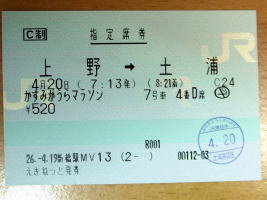 C制 指定席券
上野 → 土浦
4月20日 ( 7:13発) ( 8:21着) C24
かすみがうらマラソン 7号車 4番D席
¥520
R001
26.-4.19新橋駅MV13 (2- ) 00112-03
えきねっと発券
4.20